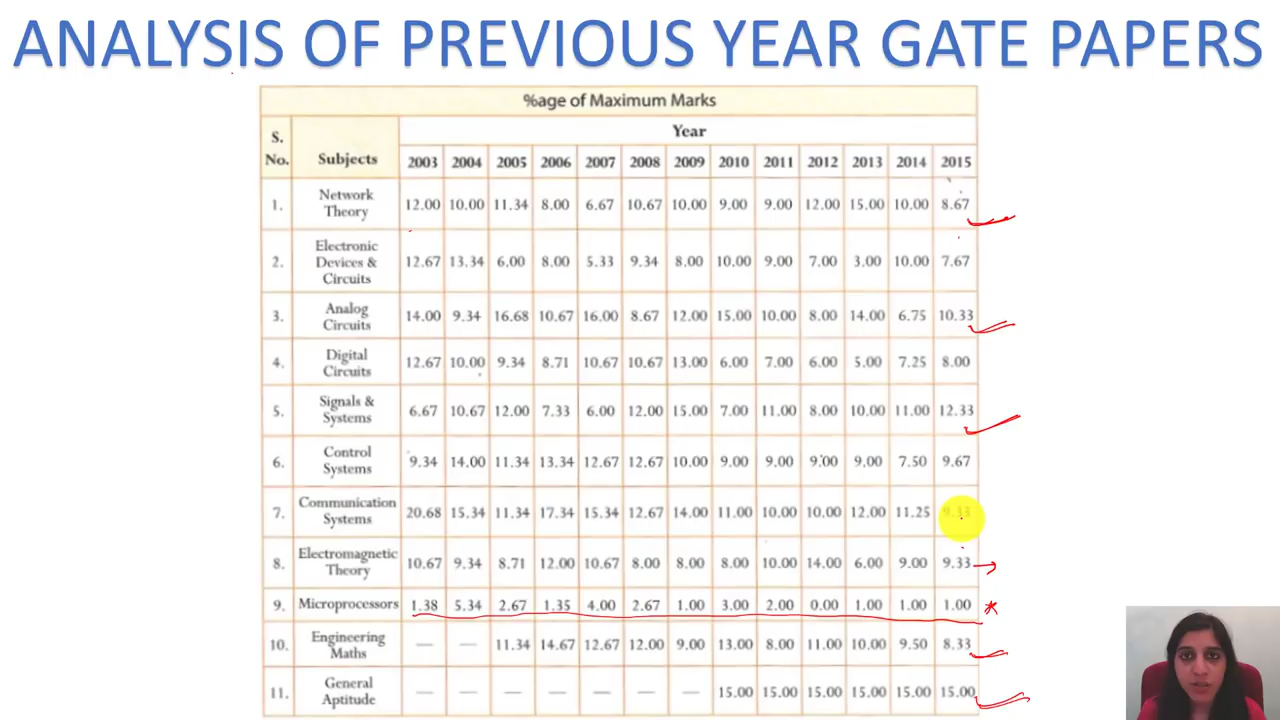 ANALYSIS OF PREVIOUS YEAR GATE PAPERS
%age of Maximum Marks
S. No. Subjects Year
2003 2004 2005 2006 2007 2008 2009 2010 2011 2012 2013 2014 2015
1. Network Theory 12.00 10.00 11.34 8.00 6.67 10.67 10.00 9.00 9.00 12.00 15.00 10.00 8.67
2. Electronic Devices & Circuits 12.67 13.34 6.00 8.00 5.33 9.34 8.00 10.00 9.00 7.00 3.00 10.00 7.67
3. Analog Circuits 14.00 9.34 16.68 10.67 16.00 8.67 12.00 15.00 10.00 8.00 14.00 6.75 10.33
4. Digital Circuits 12.67 10.00 9.34 8.71 10.67 10.67 13.00 6.00 7.00 6.00 5.00 7.25 8.00
5. Signals & Systems 6.67 10.67 12.00 7.33 6.00 12.00 15.00 7.00 11.00 8.00 10.00 11.00 12.33
6. Control Systems 9.34 14.00 11.34 13.34 12.67 12.67 10.00 9.00 9.00 9.00 9.00 7.50 9.67
7. Communication Systems 20.68 15.34 11.34 17.34 15.34 12.67 14.00 11.00 10.00 10.00 12.00 11.25
8. Electromagnetic Theory 10.67 9.34 8.71 12.00 10.67 8.00 8.00 8.00 10.00 14.00 6.00 9.00 9.33
9. Microprocessors 1.38 5.34 2.67 1.35 4.00 2.67 1.00 3.00 2.00 0.00 1.00 1.00 1.00
10. Engineering Maths — — 11.34 14.67 12.67 12.00 9.00 13.00 8.00 11.00 10.00 9.50 8.33
11. General Aptitude — — — — — — — 15.00 15.00 15.00 15.00 15.00 15.00